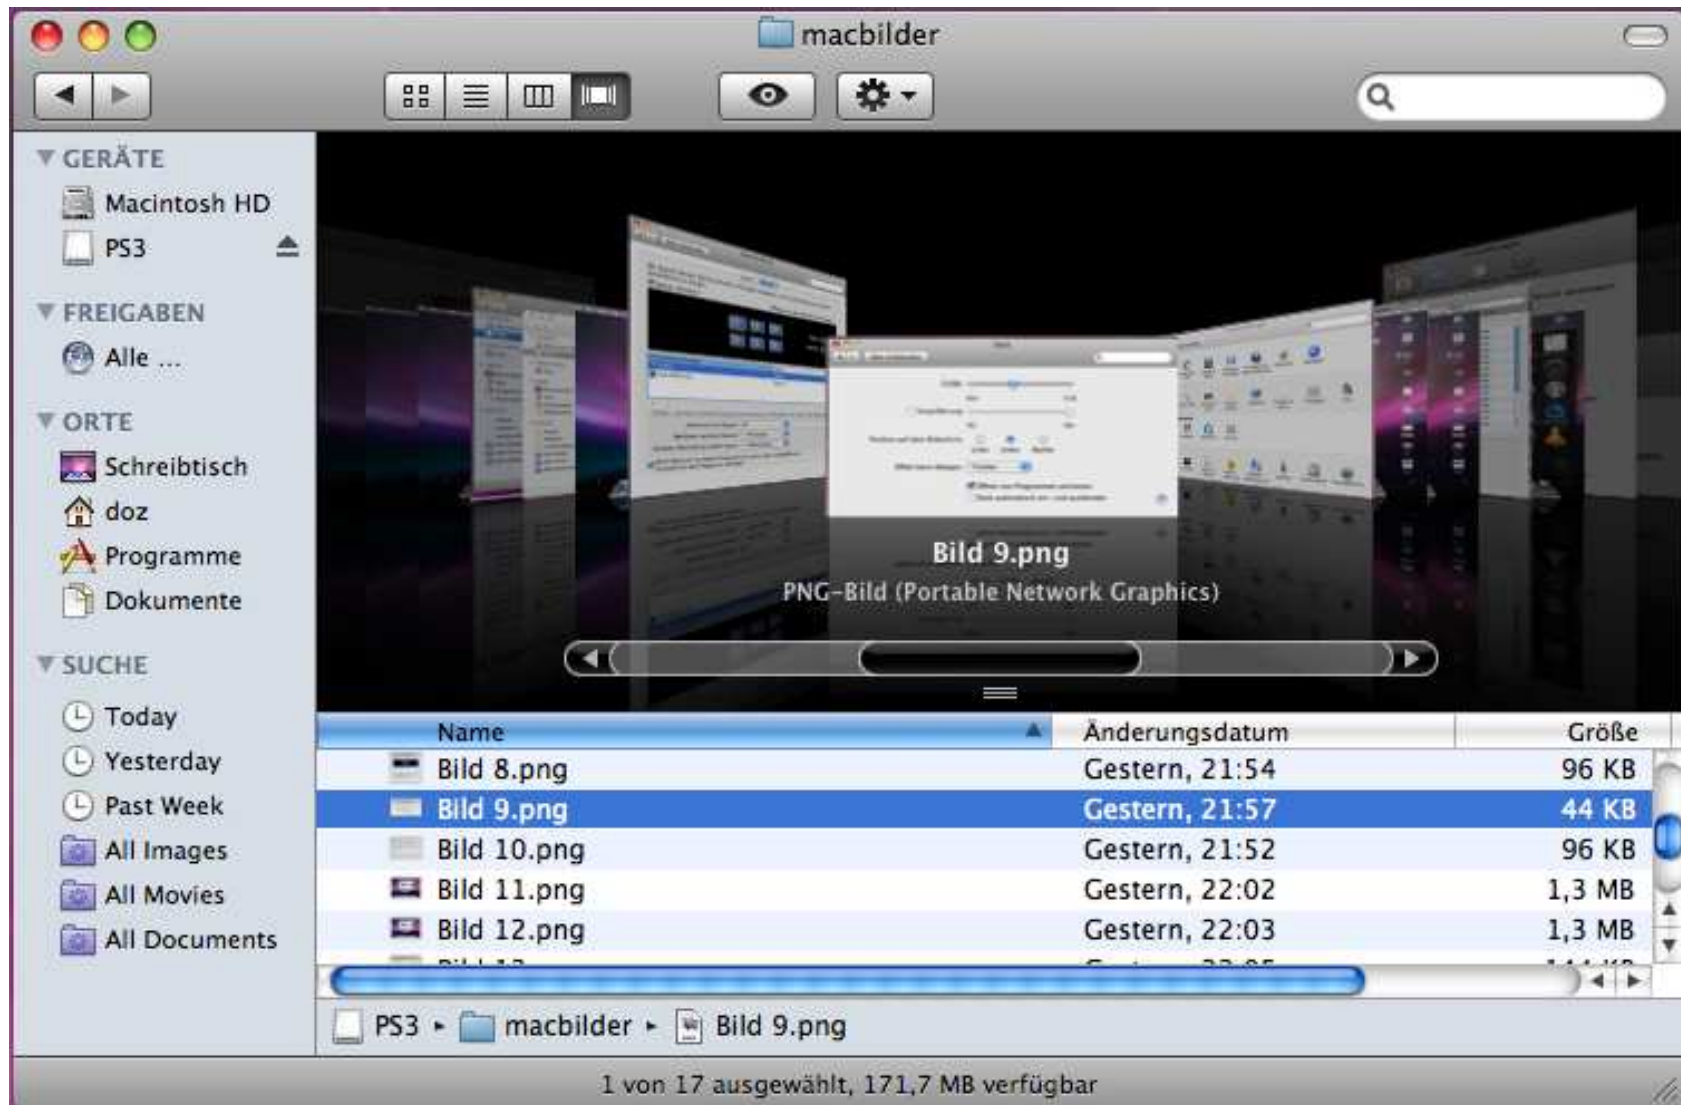 macbilder
GERÄTE
Macintosh HD
PS3
FREIGABEN
Alle ...
ORTE
Schreibtisch
doz
Programme
Dokumente
SUCHE
Today
Yesterday
Past Week
All Images
All Movies
All Documents
Bild 9.png
PNG-Bild (Portable Network Graphics)
Name Änderungsdatum Größe
Bild 8.png Gestern, 21:54 96 KB
Bild 9.png Gestern, 21:57 44 KB
Bild 10.png Gestern, 21:52 96 KB
Bild 11.png Gestern, 22:02 1,3 MB
Bild 12.png Gestern, 22:03 1,3 MB
PS3 ▸ macbilder ▸ Bild 9.png
1 von 17 ausgewählt, 171,7 MB verfügbar